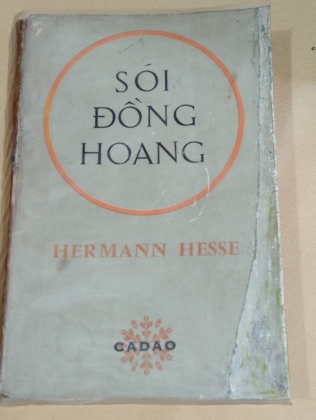 SÓI
ĐỒNG
HOANG
HERMANN HESSE
CADAO